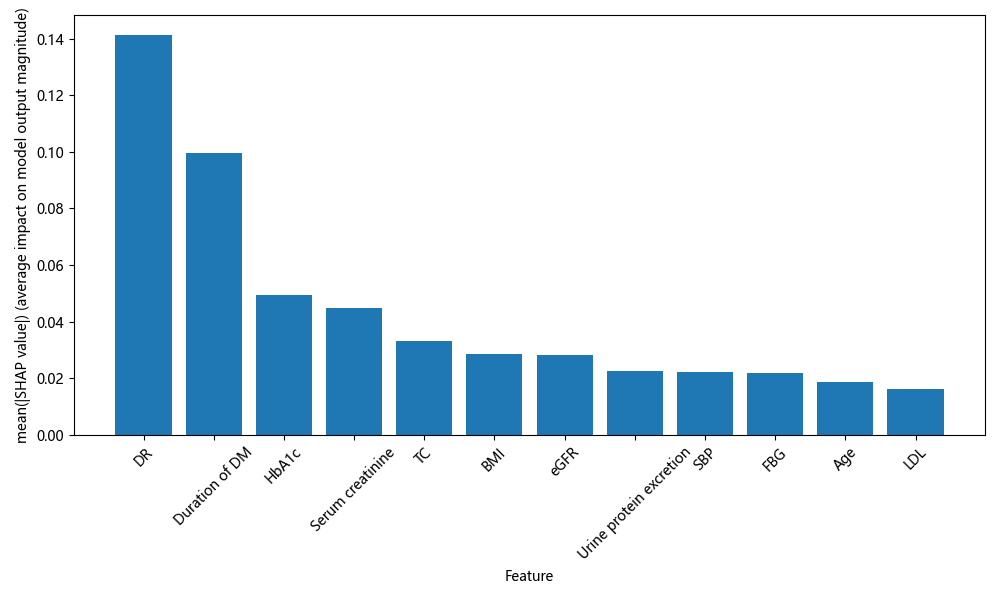 mean(|SHAP value|) (average impact on model output magnitude)
0.14
0.12
0.10
0.08
0.06
0.04
0.02
0.00
DR
Duration of DM
HbA1c
Serum creatinine
TC
BMI
eGFR
Urine protein excretion
SBP
FBG
Age
LDL
Feature